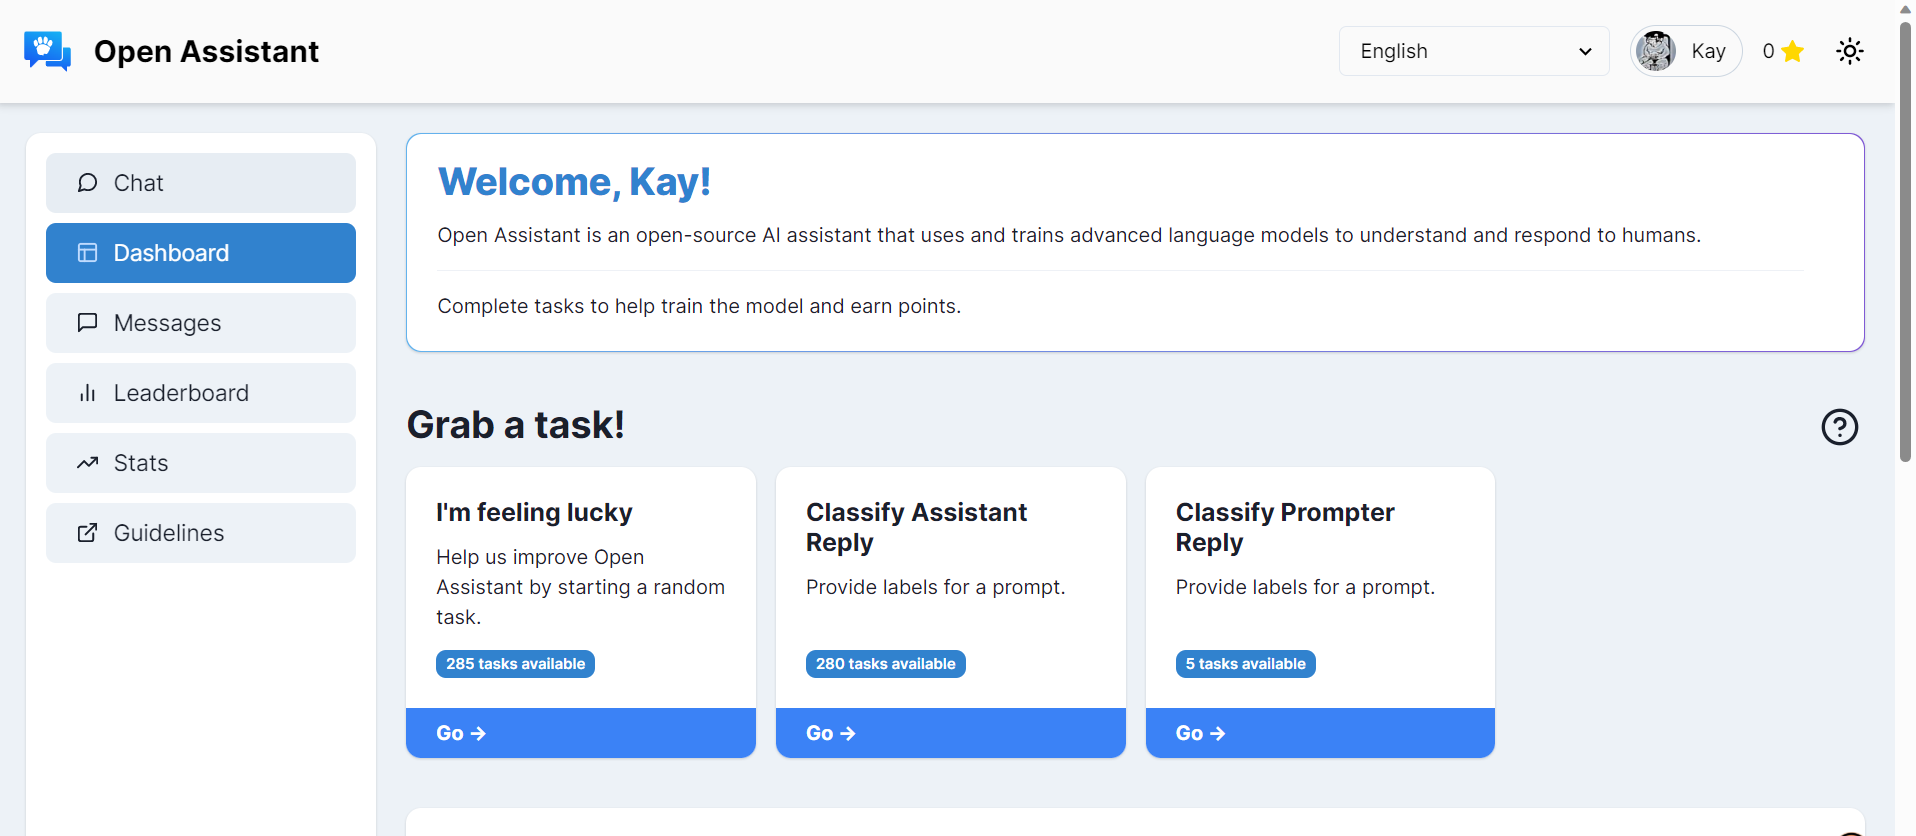 Open Assistant
English
Kay
0
Chat
Dashboard
Messages
Leaderboard
Stats
Guidelines
Welcome, Kay!
Open Assistant is an open-source AI assistant that uses and trains advanced language models to understand and respond to humans.
Complete tasks to help train the model and earn points.
Grab a task!
I'm feeling lucky
Help us improve Open
Assistant by starting a random
task.
285 tasks available
Go →
Classify Assistant
Reply
Provide labels for a prompt.
280 tasks available
Go →
Classify Prompter
Reply
Provide labels for a prompt.
5 tasks available
Go →